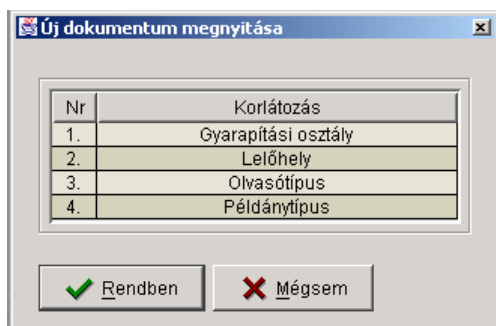 Új dokumentum megnyitása
Nr Korlátozás
1. Gyarapítási osztály
2. Lelőhely
3. Olvasótípus
4. Példánytípus
Rendben Mégsem